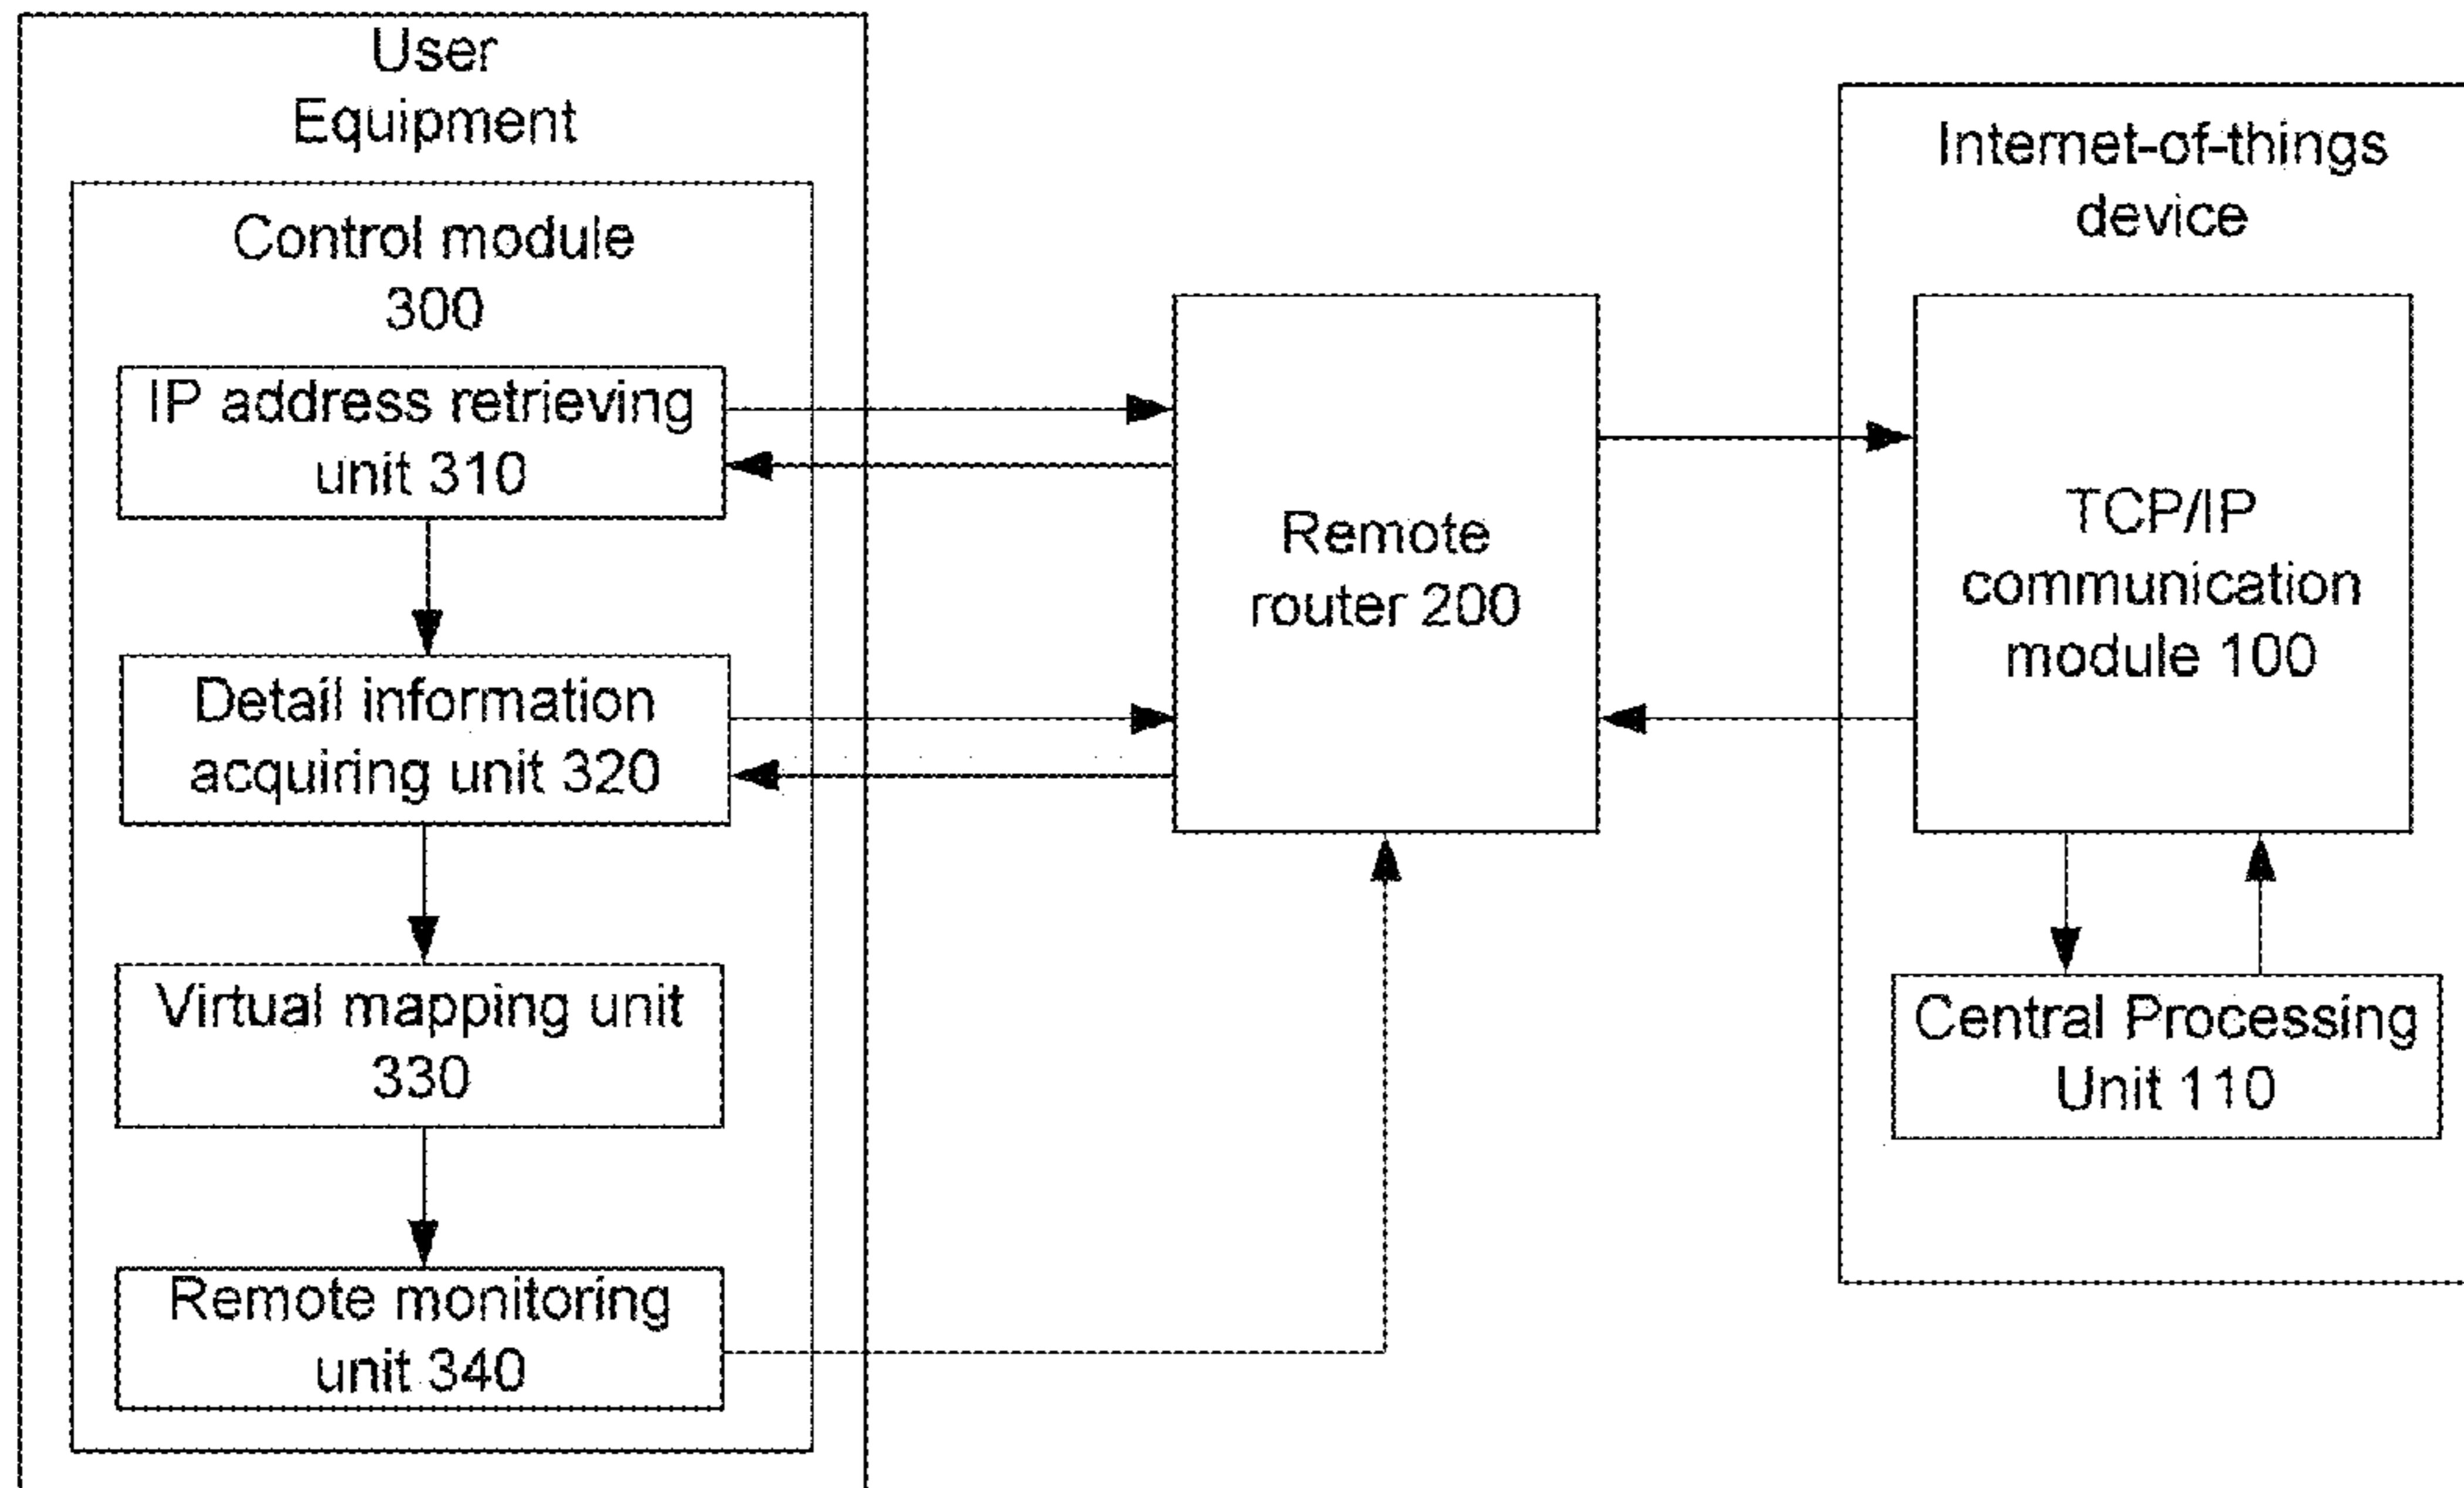 User
Equipment
Control module
300
IP address retrieving
unit 310
Detail information
acquiring unit 320
Virtual mapping unit
330
Remote monitoring
unit 340
Remote
router 200
Internet-of-things
device
TCP/IP
communication
module 100
Central Processing
Unit 110